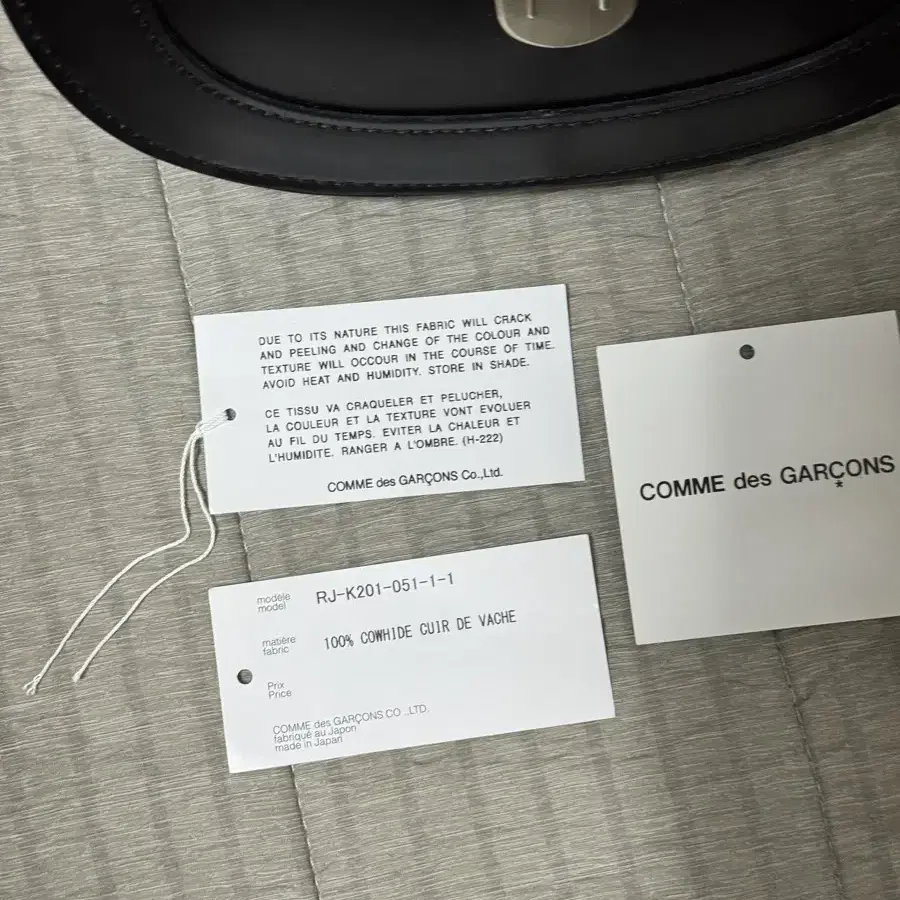 DUE TO ITS NATURE THIS FABRIC WILL CRACK
AND PEELING AND CHANGE OF THE COLOUR AND
TEXTURE WILL OCCOUR IN THE COURSE OF TIME.
AVOID HEAT AND HUMIDITY. STORE IN SHADE.
CE TISSU VA CRAQUELER ET PELUCHER,
LA COULEUR ET LA TEXTURE VONT EVOLUER
AU FIL DU TEMPS. EVITER LA CHALEUR ET
L'HUMIDITE. RANGER A L'OMBRE. (H-222)
COMME des GARÇONS Co.,Ltd.
COMME des GARÇONS
*
modèle
model
RJ-K201-051-1-1
matière
fabric
100% COWHIDE CUIR DE VACHE
Prix
Price
COMME des GARÇONS CO .,LTD.
fabriqué au Japon
made in Japan